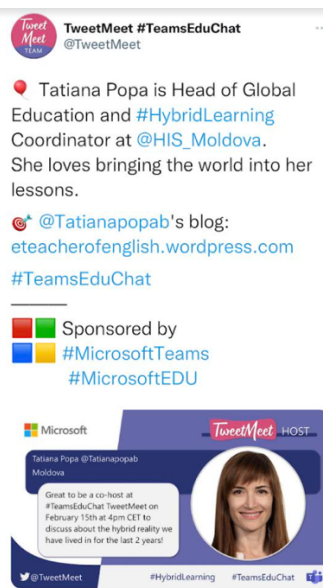 Tweet
Meet
TEAM
TweetMeet #TeamsEduChat
@TweetMeet
Tatiana Popa is Head of Global
Education and #HybridLearning
Coordinator at @HIS_Moldova.
She loves bringing the world into her
lessons.
@Tatianapopab's blog:
eteacherofenglish.wordpress.com
#TeamsEduChat
Sponsored by
#MicrosoftTeams
#MicrosoftEDU
Microsoft
TweetMeet HOST
Tatiana Popa @Tatianapopab
Moldova
Great to be a co-host at
#TeamsEduChat TweetMeet on
February 15th at 4pm CET to
discuss about the hybrid reality we
have lived in for the last 2 years!
@TweetMeet #HybridLearning #TeamsEduChat